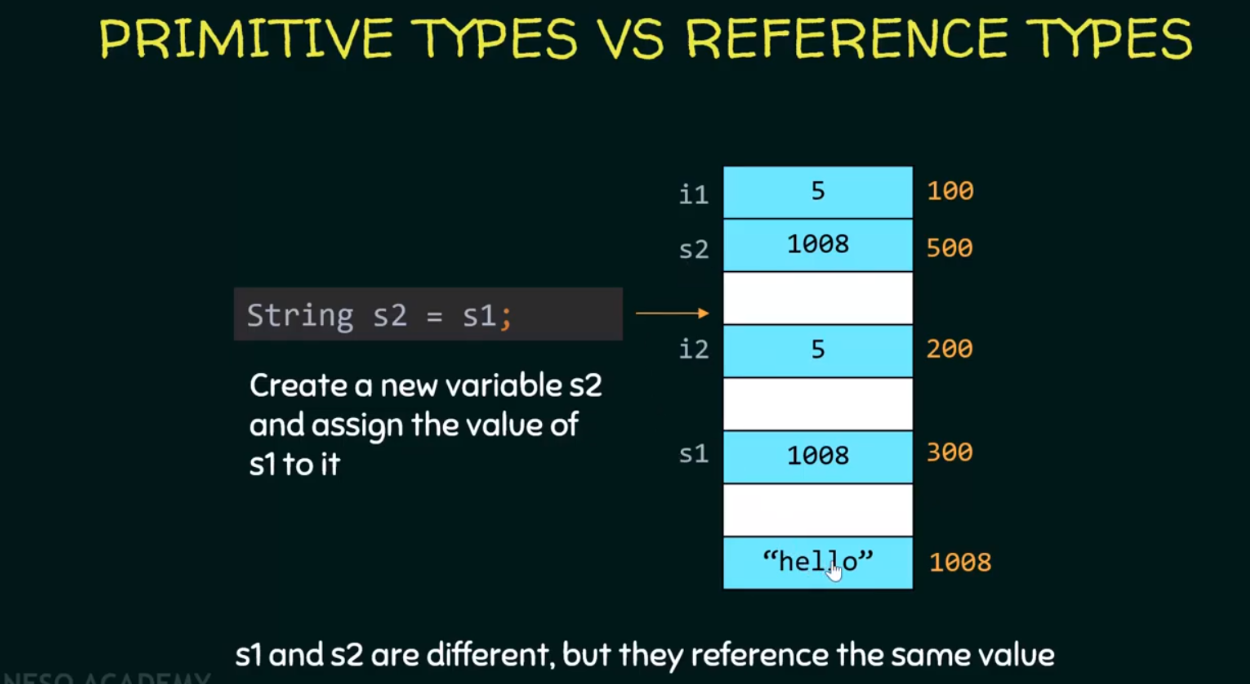 PRIMITIVE TYPES VS REFERENCE TYPES
i1 5 100
s2 1008 500
String s2 = s1;
i2 5 200
Create a new variable s2
and assign the value of
s1 to it
s1 1008 300
“hello” 1008
s1 and s2 are different, but they reference the same value
NESO ACADEMY